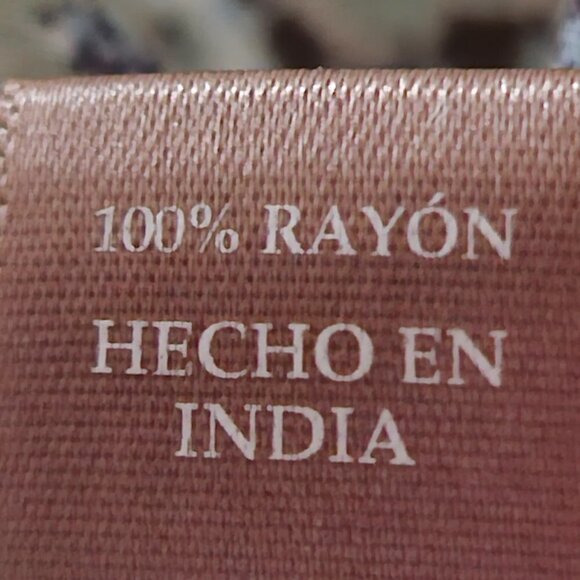 100% RAYÓN
HECHO EN
INDIA